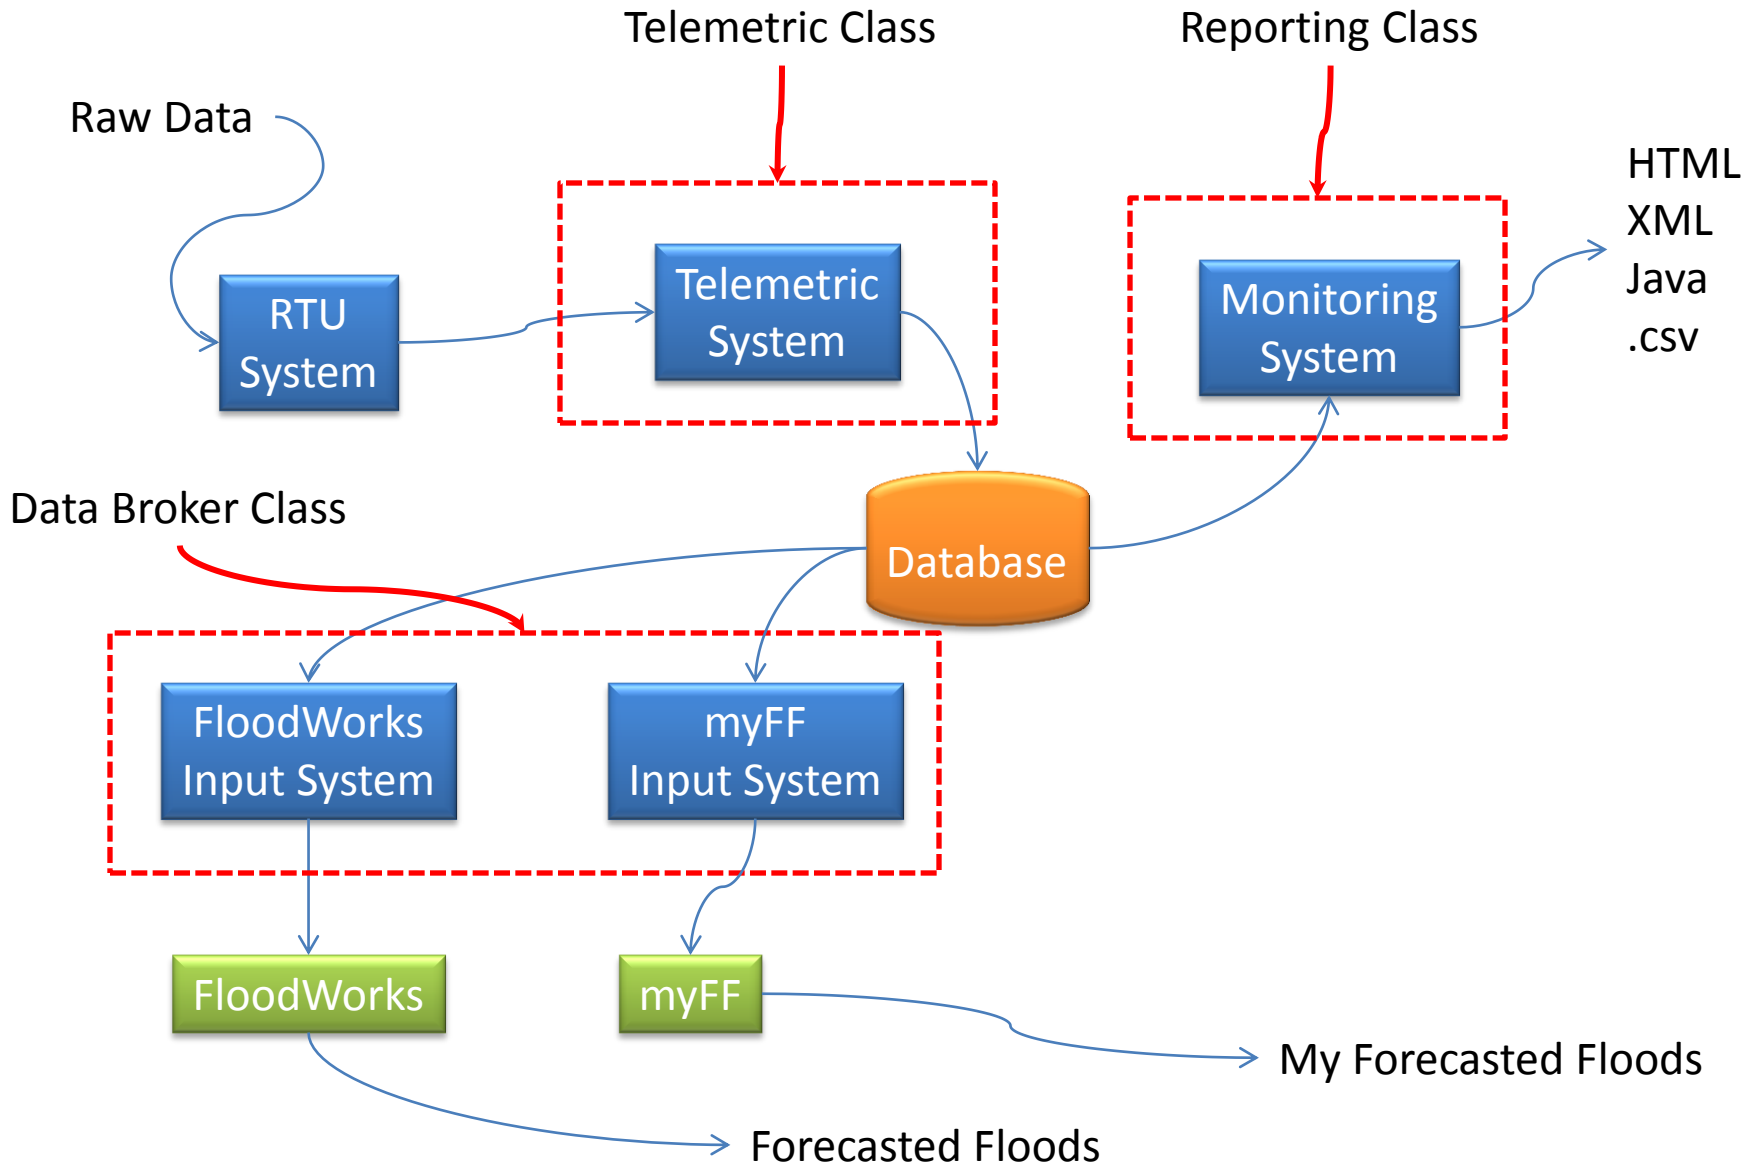 Telemetric Class
Reporting Class
Raw Data
HTML
XML
Java
.csv
RTU
System
Telemetric
System
Monitoring
System
Data Broker Class
Database
FloodWorks
Input System
myFF
Input System
FloodWorks
myFF
My Forecasted Floods
Forecasted Floods